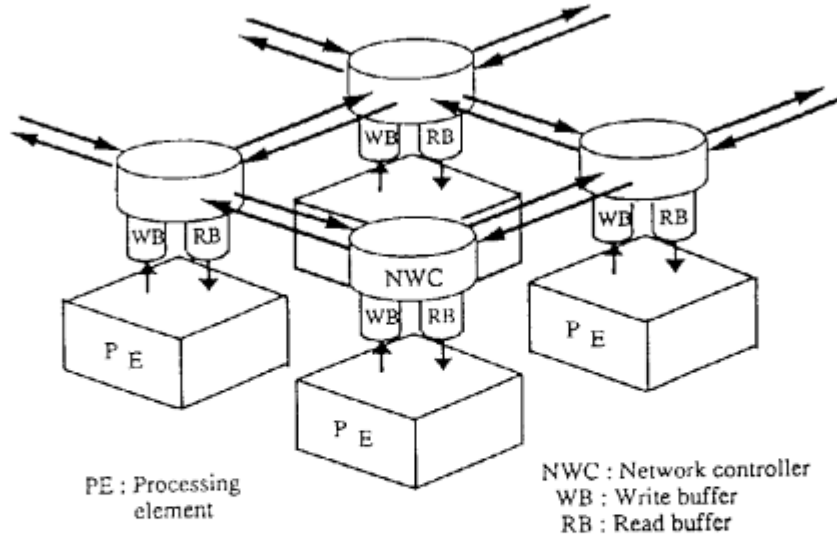 WB RB
WB RB
WB RB
NWC
WB RB
P E
P E
P E
PE : Processing
element
NWC : Network controller
WB : Write buffer
RB : Read buffer